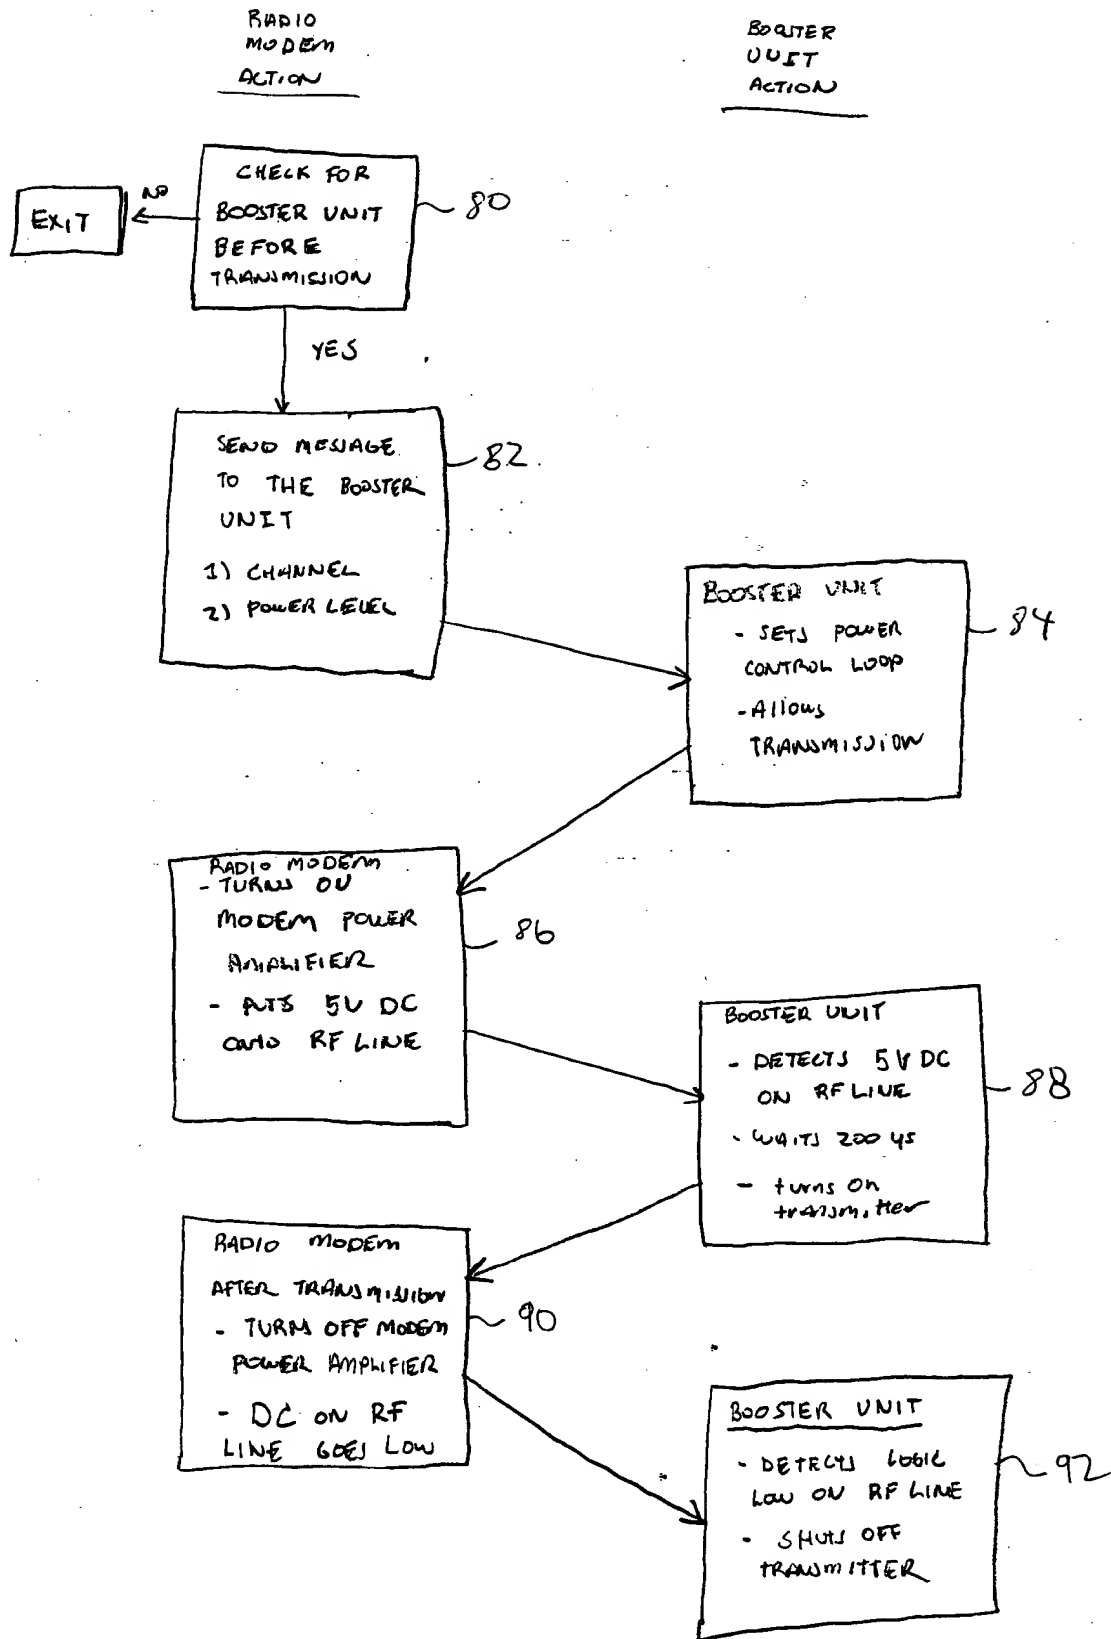 RADIO
MODEM
ACTION
BOOSTER
UNIT
ACTION
CHECK FOR
BOOSTER UNIT
BEFORE
TRANSMISSION
80
NO
EXIT
YES
SEND MESSAGE
TO THE BOOSTER
UNIT
1) CHANNEL
2) POWER LEVEL
82
BOOSTER UNIT
- SETS POWER
CONTROL LOOP
- Allows
TRANSMISSION
84
RADIO MODEM
- TURNS ON
MODEM POWER
AMPLIFIER
- PUTS 5V DC
ONTO RF LINE
86
BOOSTER UNIT
- DETECTS 5V DC
ON RF LINE
- WAITS 200 µs
- turns on
transmitter
88
RADIO MODEM
AFTER TRANSMISSION
- TURNS OFF MODEM
POWER AMPLIFIER
- DC ON RF
LINE GOES LOW
90
BOOSTER UNIT
- DETECTS LOGIC
LOW ON RF LINE
- SHUTS OFF
TRANSMITTER
92